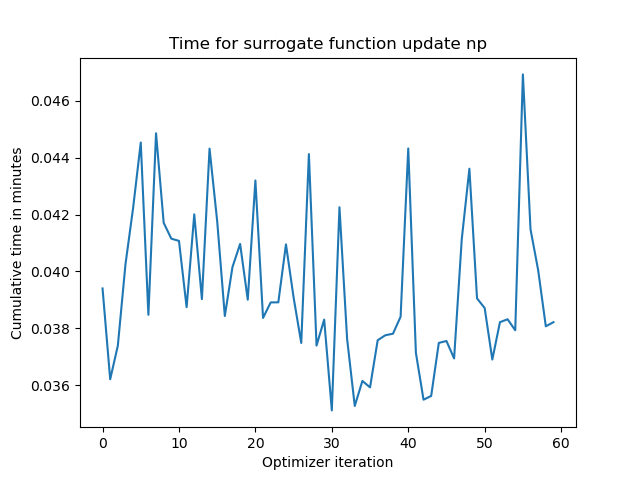 Time for surrogate function update np
Cumulative time in minutes
0.046
0.044
0.042
0.040
0.038
0.036
0 10 20 30 40 50 60
Optimizer iteration